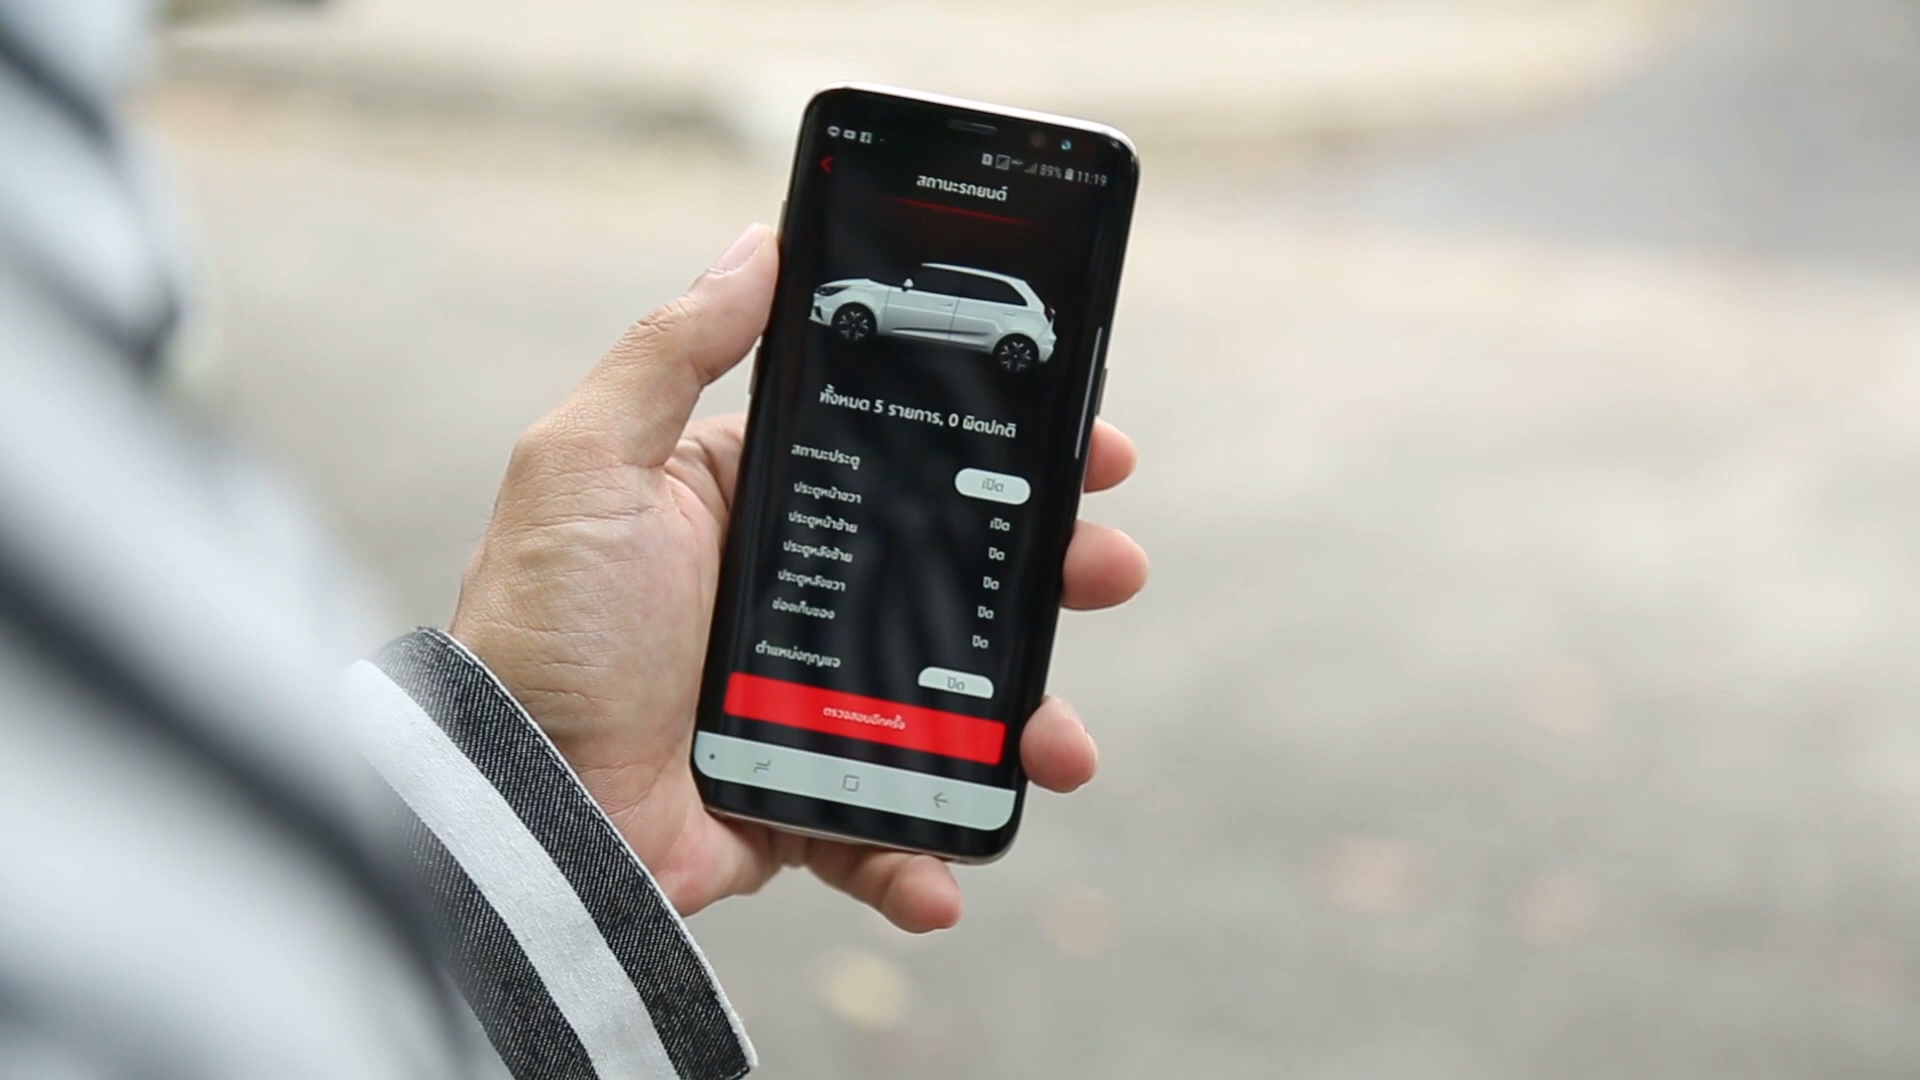 89% 11:19
สถานะรถยนต์
ทั้งหมด 5 รายการ, 0 ผิดปกติ
สถานะประตู เปิด
ประตูหน้าขวา เปิด
ประตูหน้าซ้าย ปิด
ประตูหลังซ้าย ปิด
ประตูหลังขวา ปิด
ช่องเก็บของ ปิด
ตำแหน่งกุญแจ ปิด
ตรวจสอบอีกครั้ง